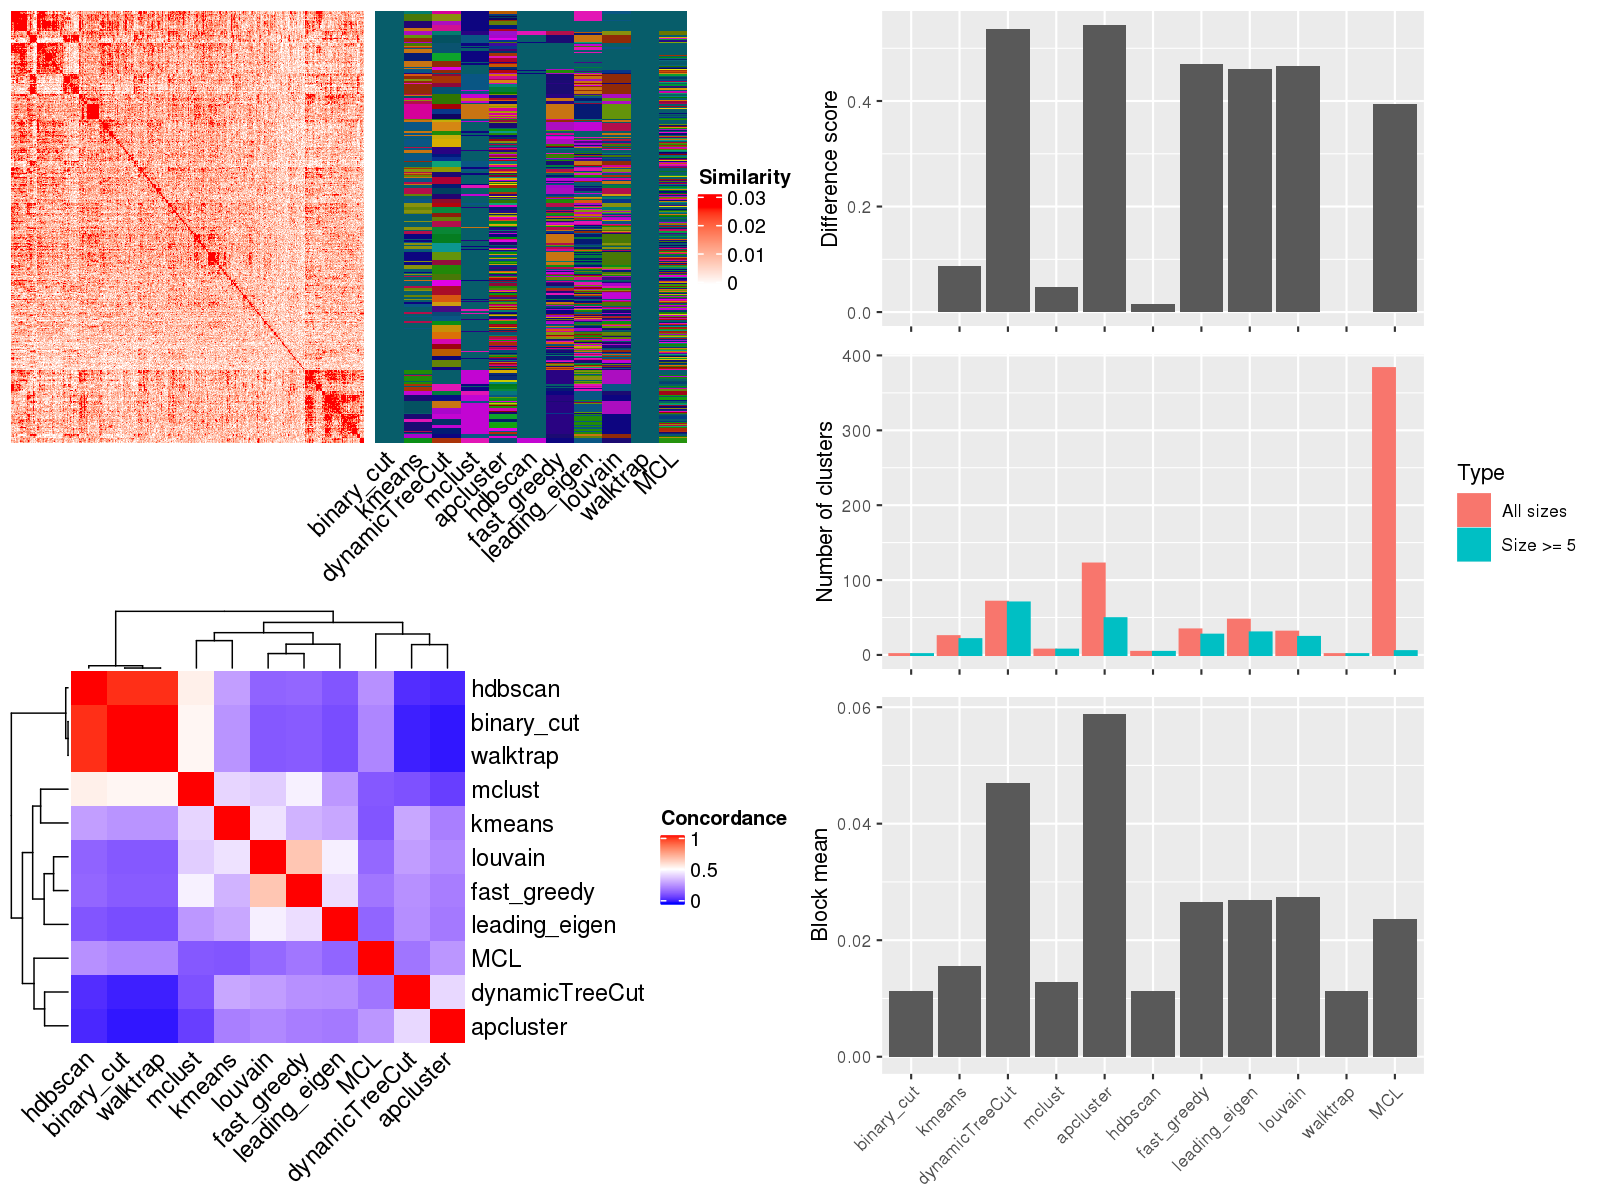 Similarity
0.03
0.02
0.01
0
binary_cut
kmeans
dynamicTreeCut
mclust
apcluster
hdbscan
fast_greedy
leading_eigen
louvain
walktrap
MCL
hdbscan
binary_cut
walktrap
mclust
kmeans
louvain
fast_greedy
leading_eigen
MCL
dynamicTreeCut
apcluster
Concordance
1
0.5
0
hdbscan
binary_cut
walktrap
mclust
kmeans
louvain
fast_greedy
leading_eigen
MCL
dynamicTreeCut
apcluster
Difference score
0.4
0.2
0.0
Number of clusters
400
300
200
100
0
Type
All sizes
Size >= 5
Block mean
0.06
0.04
0.02
0.00
binary_cut
kmeans
dynamicTreeCut
mclust
apcluster
hdbscan
fast_greedy
leading_eigen
louvain
walktrap
MCL